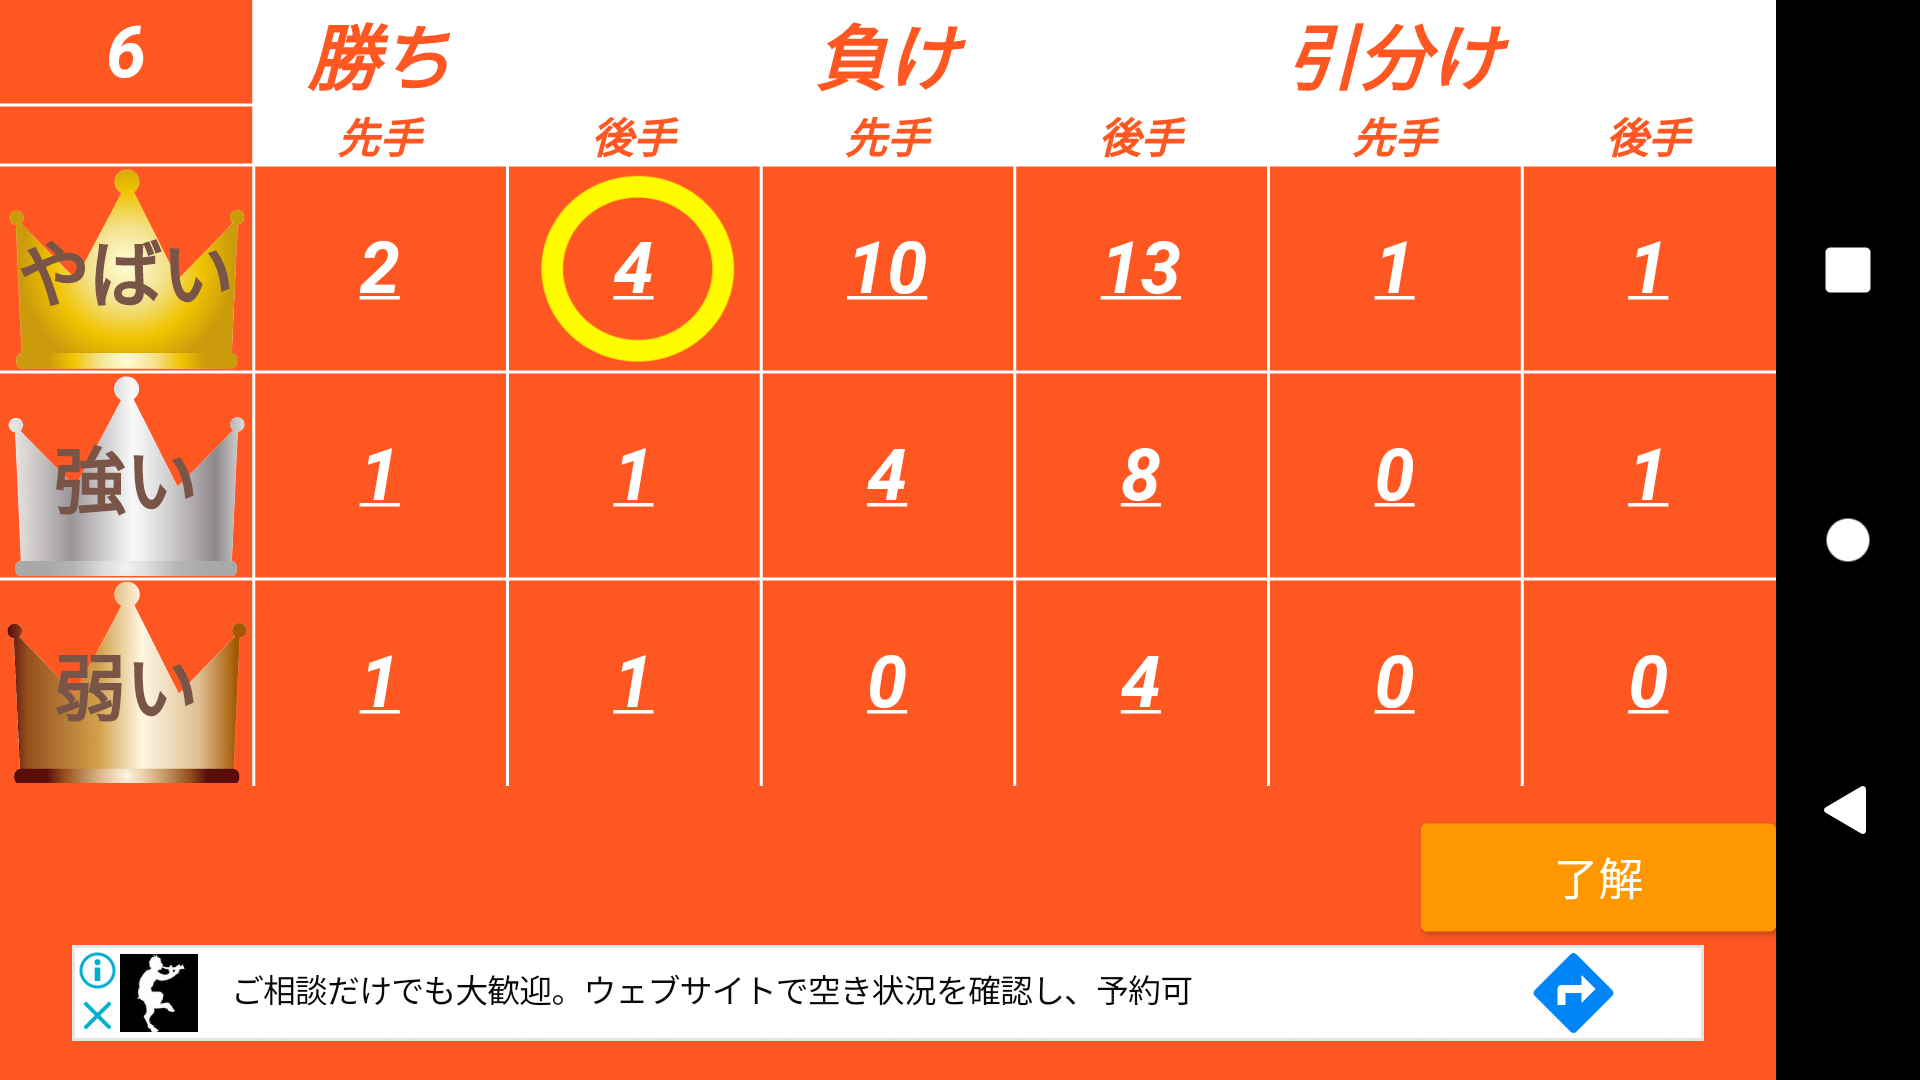 6 勝ち 負け 引分け
先手 後手 先手 後手 先手 後手
やばい 2 4 10 13 1 1
強い 1 1 4 8 0 1
弱い 1 1 0 4 0 0
了解
ご相談だけでも大歓迎。ウェブサイトで空き状況を確認し、予約可